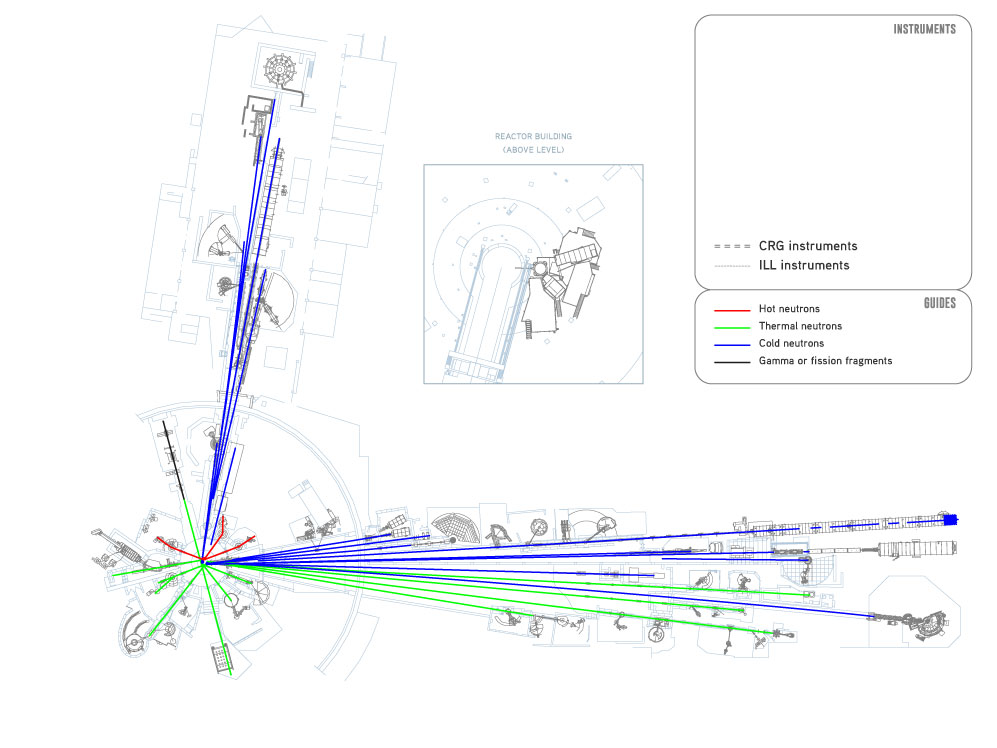 INSTRUMENTS
REACTOR BUILDING
(ABOVE LEVEL)
CRG instruments
ILL instruments
GUIDES
Hot neutrons
Thermal neutrons
Cold neutrons
Gamma or fission fragments